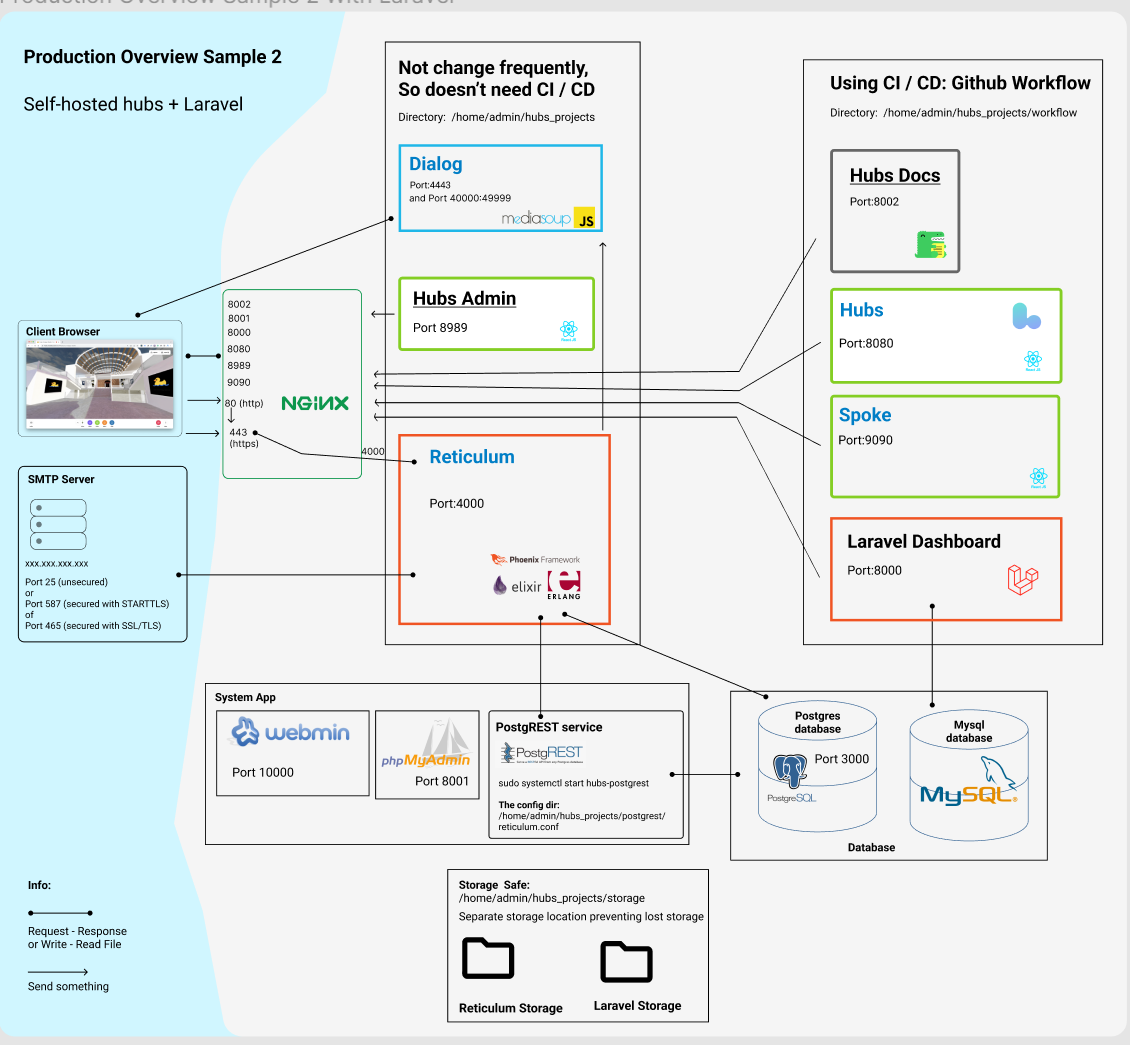 Production Overview Sample 2 With Laravel
Production Overview Sample 2
Self-hosted hubs + Laravel
Not change frequently,
So doesn't need CI / CD
Directory: /home/admin/hubs_projects
Dialog
Port:4443
and Port 40000:49999
mediasoup
JS
Hubs Admin
Port 8989
React JS
Reticulum
Port:4000
Phoenix Framework
elixir
ERLANG
Using CI / CD: Github Workflow
Directory: /home/admin/hubs_projects/workflow
Hubs Docs
Port:8002
Hubs
Port:8080
React JS
Spoke
Port:9090
React JS
Laravel Dashboard
Port:8000
Client Browser
8002
8001
8000
8080
8989
9090
80 (http)
443
(https)
NGINX
4000
SMTP Server
xxx.xxx.xxx.xxx
Port 25 (unsecured)
or
Port 587 (secured with STARTTLS)
of
Port 465 (secured with SSL/TLS)
System App
webmin
Port 10000
phpMyAdmin
Port 8001
PostgREST service
PostgREST
sudo systemctl start hubs-postgrest
The config dir:
/home/admin/hubs_projects/postgrest/
reticulum.conf
Postgres
database
Port 3000
PostgreSQL
Mysql
database
MySQL®
Database
Storage Safe:
/home/admin/hubs_projects/storage
Separate storage location preventing lost storage
Reticulum Storage
Laravel Storage
Info:
Request - Response
or Write - Read File
Send something